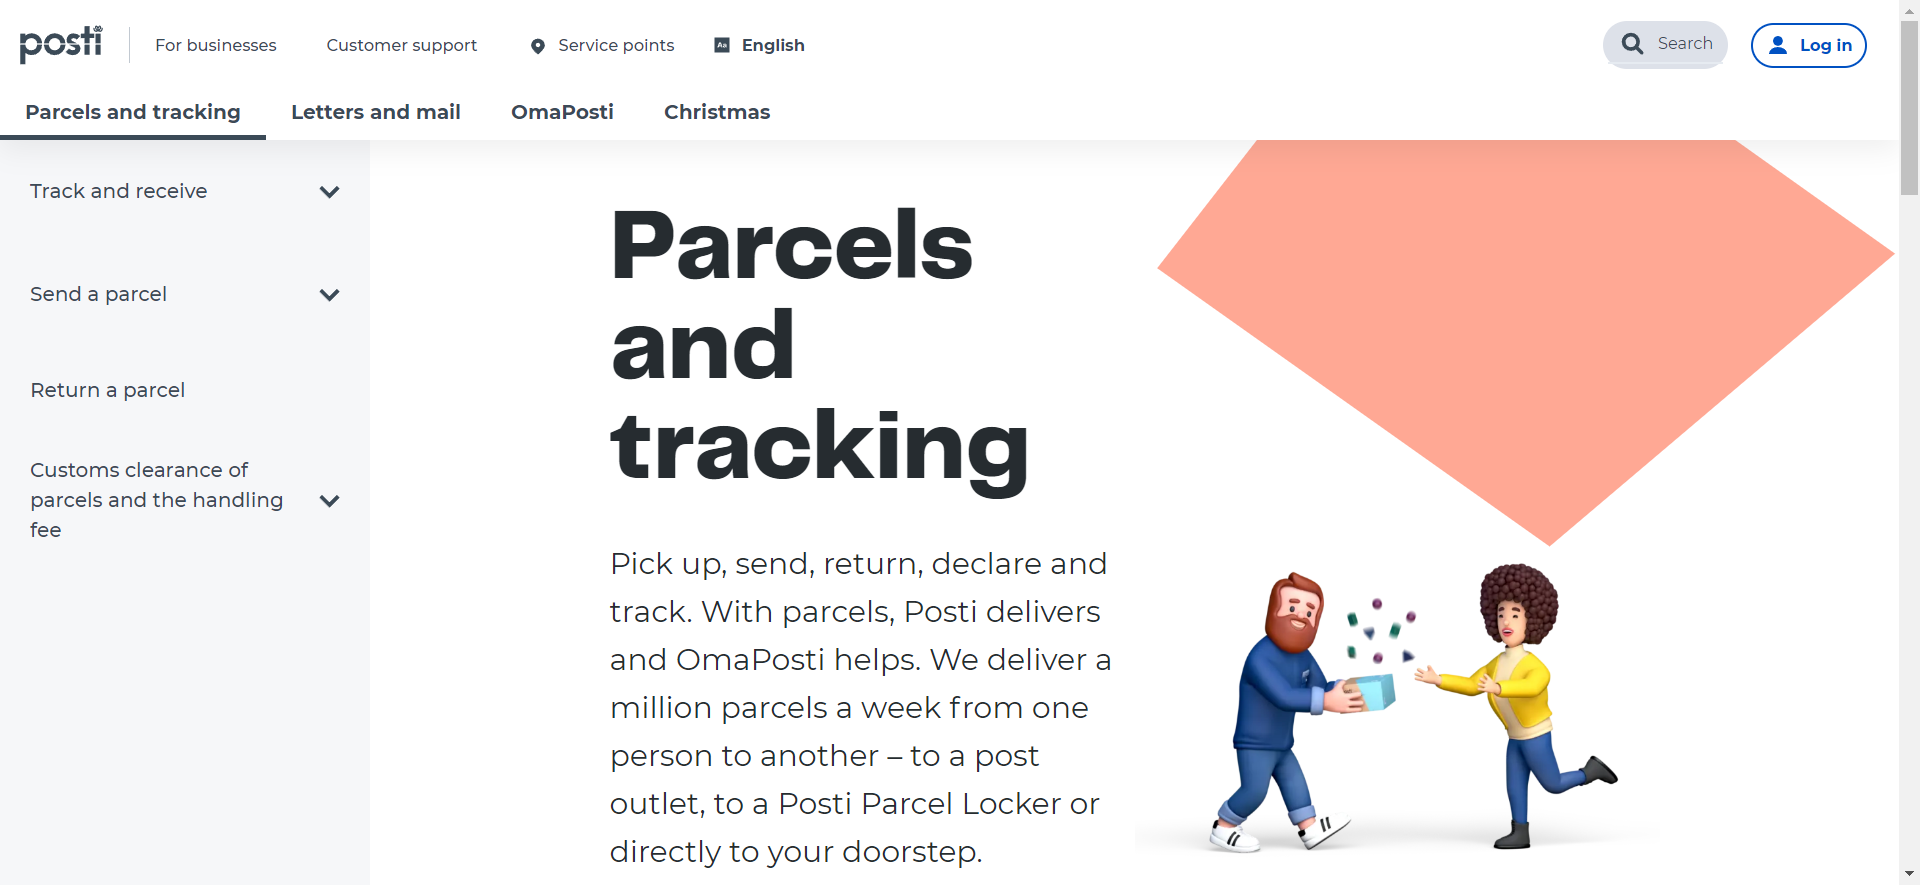 posti
For businesses
Customer support
Service points
Aa
English
Search
Log in
Parcels and tracking
Letters and mail
OmaPosti
Christmas
Track and receive
Send a parcel
Return a parcel
Customs clearance of
parcels and the handling
fee
Parcels
and
tracking
Pick up, send, return, declare and
track. With parcels, Posti delivers
and OmaPosti helps. We deliver a
million parcels a week from one
person to another – to a post
outlet, to a Posti Parcel Locker or
directly to your doorstep.